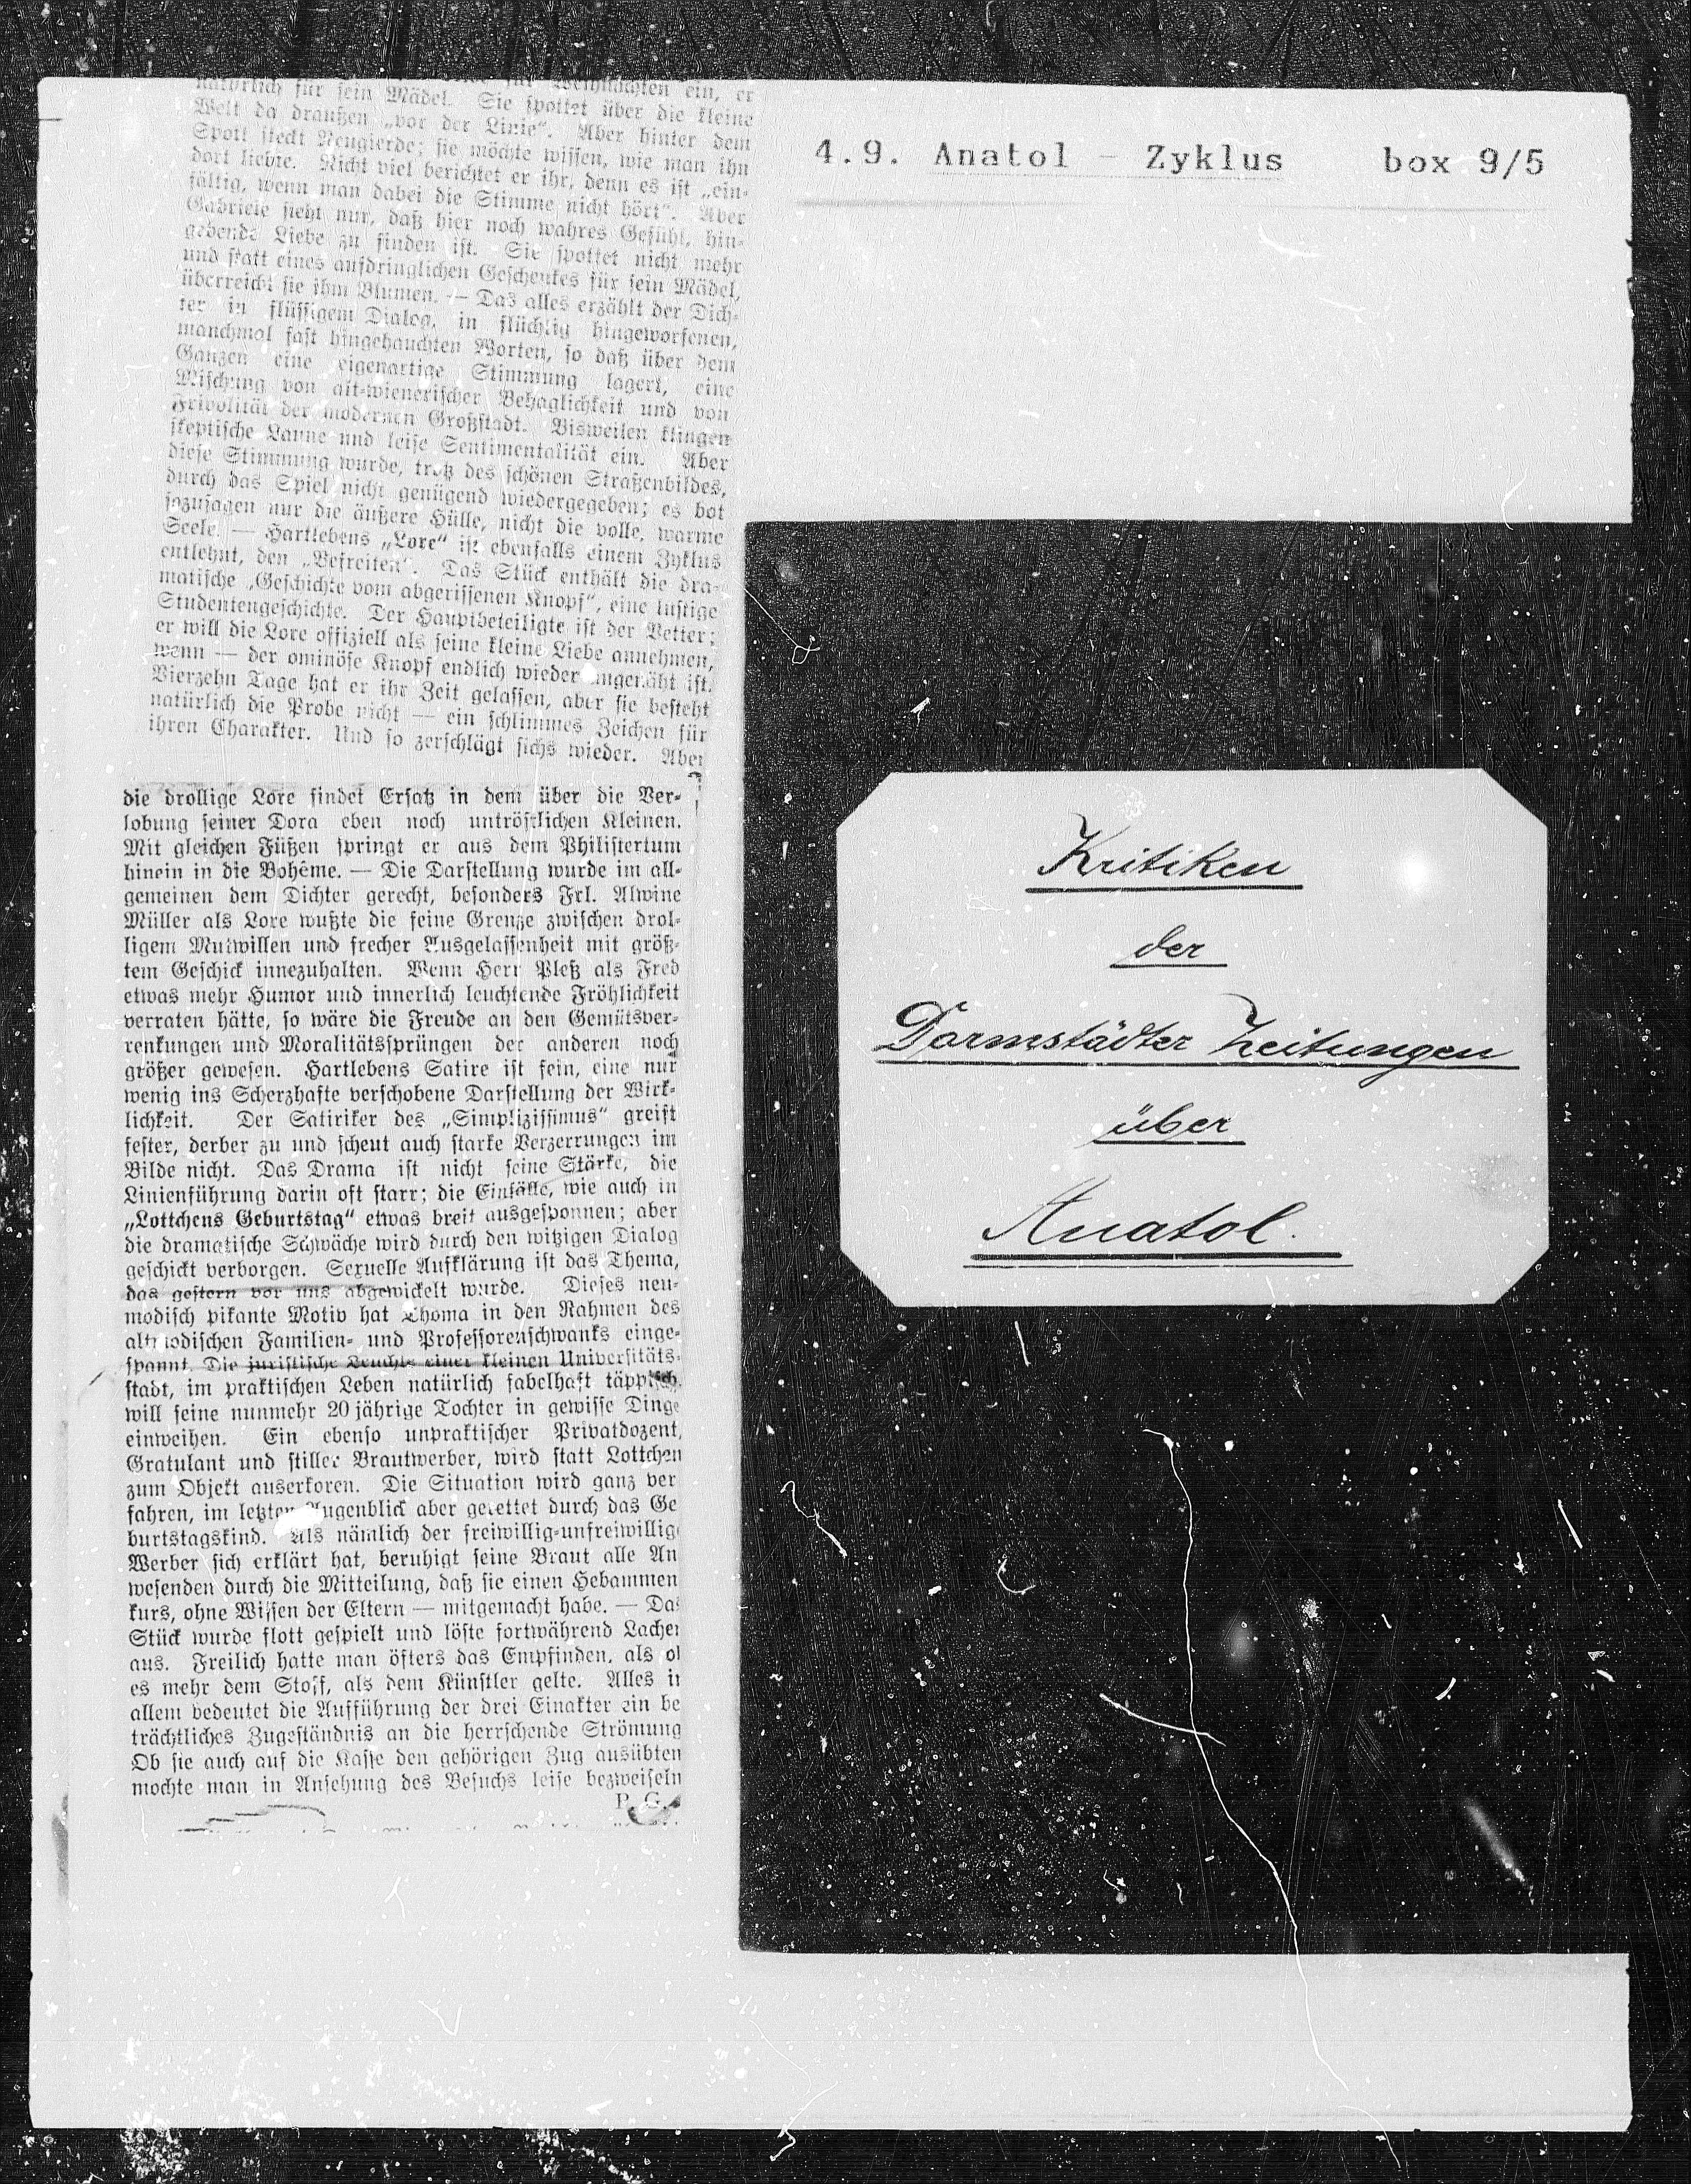 natürlich für sein Mädel. Sie spottet über die kleine
Welt da draußen „vor der Linie“. Aber hinter dem
Spott steckt Neugierde; sie möchte wissen, wie man ihn
dort liebte. Nicht viel berichtet er ihr, denn es ist „ein-
fältig, wenn man dabei die Stimme nicht hört“. Aber
Gabriele sieht nur, daß hier noch wahres Gefühl, hin-
gebende Liebe zu finden ist. Sie spottet nicht mehr
und statt eines aufdringlichen Geschenkes für sein Mädel,
überreicht sie ihm Blumen. — Das alles erzählt der Dich-
ter in flüssigem Dialog, in flüchtig hingeworfenen,
manchmal fast hingehauchten Worten, so daß über dem
Ganzen eine eigenartige Stimmung lagert, eine
Mischung von alt-wienerischer Behaglichkeit und von
Frivolität der modernen Großstadt. Bisweilen klingen
skeptische Laune und leise Sentimentalität ein. Aber
diese Stimmung wurde, trotz des schönen Straßenbildes,
durch das Spiel nicht genügend wiedergegeben; es bot
sozusagen nur die äußere Hülle, nicht die volle, warme
Seele. — Hartlebens „Lore“ ist ebenfalls einem Zyklus
entlehnt, den „Befreiten“. Das Stück enthält die dra-
matische „Geschichte vom abgerissenen Knopf“, eine lustige
Studentengeschichte. Der Hauptbeteiligte ist der Vetter;
er will die Lore offiziell als seine kleine Liebe annehmen,
wenn — der ominöse Knopf endlich wieder angenäht ist.
Vierzehn Tage hat er ihr Zeit gelassen, aber sie besteht
natürlich die Probe nicht — ein schlimmes Zeichen für
ihren Charakter. Und so zerschlägt sichs wieder. Aber
die drollige Lore findet Ersatz in dem über die Ver-
lobung seiner Dora eben noch untröstlichen Kleinen.
Mit gleichen Füßen springt er aus dem Philistertum
hinein in die Bohême. — Die Darstellung wurde im all-
gemeinen dem Dichter gerecht, besonders Frl. Alwine
Müller als Lore wußte die feine Grenze zwischen drol-
ligem Mutwillen und frecher Ausgelassenheit mit größ-
tem Geschick innezuhalten. Wenn Herr Pleß als Fred
etwas mehr Humor und innerlich leuchtende Fröhlichkeit
verraten hätte, so wäre die Freude an den Gemütsver-
renkungen und Moralitätssprüngen der anderen noch
größer gewesen. Hartlebens Satire ist fein, eine nur
wenig ins Scherzhafte verschobene Darstellung der Wirk-
lichkeit. Der Satiriker des „Simplizissimus“ greift
fester, derber zu und scheut auch starke Verzerrungen im
Bilde nicht. Das Drama ist nicht seine Stärke, die
Linienführung darin oft starr; die Einfälle, wie auch in
„Lottchens Geburtstag“ etwas breit ausgesponnen; aber
die dramatische Schwäche wird durch den witzigen Dialog
geschickt verborgen. Sexuelle Aufklärung ist das Thema,
das gestern vor uns abgewickelt wurde. Dieses neu-
modisch pikante Motiv hat Thoma in den Rahmen des
altmodischen Familien- und Professorenschwanks einge-
spannt. Die juristische Leuchte einer kleinen Universitäts-
stadt, im praktischen Leben natürlich fabelhaft täppisch,
will seine nunmehr 20 jährige Tochter in gewisse Dinge
einweihen. Ein ebenso unpraktischer Privatdozent,
Gratulant und stiller Brautwerber, wird statt Lottchen
zum Objekt auserkoren. Die Situation wird ganz ver
fahren, im letzten Augenblick aber gerettet durch das Ge
burtstagskind. Als nämlich der freiwillig-unfreiwillige
Werber sich erklärt hat, beruhigt seine Braut alle An
wesenden durch die Mitteilung, daß sie einen Hebammen
kurs, ohne Wissen der Eltern — mitgemacht habe. — Das
Stück wurde flott gespielt und löste fortwährend Lachen
aus. Freilich hatte man öfters das Empfinden, als ob
es mehr dem Stoff, als dem Künstler gelte. Alles in
allem bedeutet die Aufführung der drei Einakter ein be
trächtliches Zugeständnis an die herrschende Strömung
Ob sie auch auf die Kasse den gehörigen Zug ausübten
mochte man in Ansehung des Besuchs leise bezweifeln
P. G.
4.9. Anatol - Zyklus box 9/5
Kritiken
der
Darmstädter Zeitungen
über
Anatol.